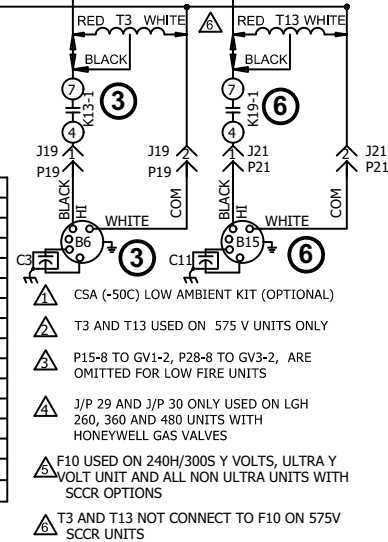 RED T3 WHITE
6
RED T13 WHITE
BLACK
BLACK
7
K13-1
4
3
7
K19-1
4
6
J19 1
P19
J19 2
P19
1 J21
P21
2 J21
P21
BLACK
HI
WHITE
COM
BLACK
HI
WHITE
COM
C3
B6
3
C11
B15
6
1 CSA (-50C) LOW AMBIENT KIT (OPTIONAL)
2 T3 AND T13 USED ON 575 V UNITS ONLY
3 P15-8 TO GV1-2, P28-8 TO GV3-2, ARE
OMITTED FOR LOW FIRE UNITS
4 J/P 29 AND J/P 30 ONLY USED ON LGH
260, 360 AND 480 UNITS WITH
HONEYWELL GAS VALVES
5 F10 USED ON 240H/300S Y VOLTS, ULTRA Y
VOLT UNIT AND ALL NON ULTRA UNITS WITH
SCCR OPTIONS
6 T3 AND T13 NOT CONNECT TO F10 ON 575V
SCCR UNITS